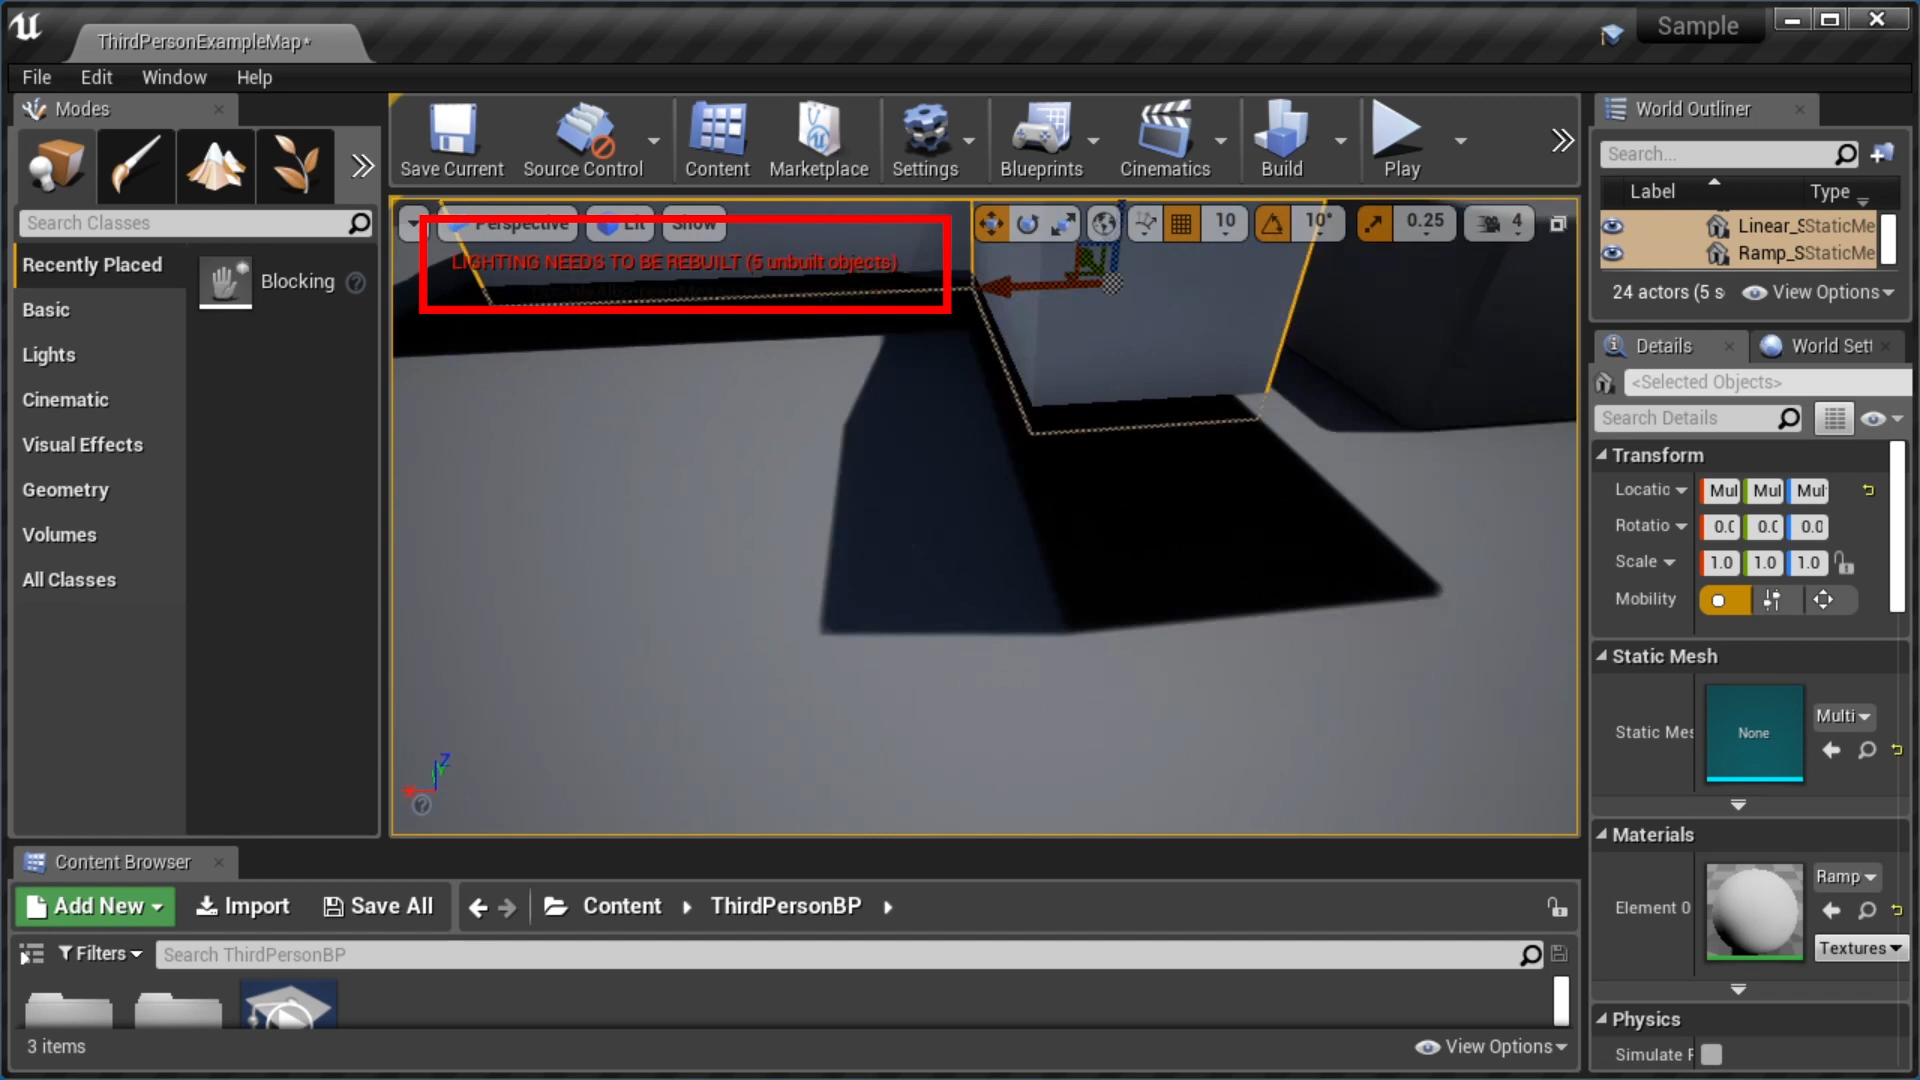 ThirdPersonExampleMap*
Sample
File Edit Window Help
Modes
Search Classes
Recently Placed
Basic
Lights
Cinematic
Visual Effects
Geometry
Volumes
All Classes
Blocking
Save Current Source Control Content Marketplace Settings Blueprints Cinematics Build Play
Perspective Lit Show
10 10° 0.25 4
LIGHTING NEEDS TO BE REBUILT (5 unbuilt objects)
Z
World Outliner
Search...
Label Type
Linear_S StaticMe
Ramp_S StaticMe
24 actors (5 s View Options
Details World Sett
<Selected Objects>
Search Details
Transform
Locatio Mul Mul Mul
Rotatio 0.0 0.0 0.0
Scale 1.0 1.0 1.0
Mobility
Static Mesh
Static Mes None Multi
Materials
Element 0 Ramp
Textures
Physics
Simulate P
Content Browser
Add New Import Save All Content ThirdPersonBP
Filters Search ThirdPersonBP
3 items View Options